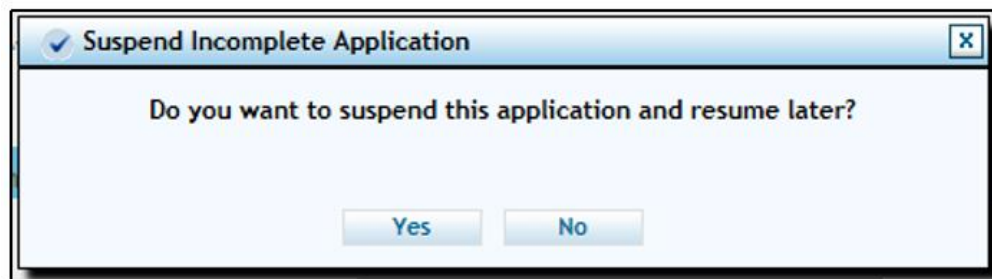 Suspend Incomplete Application
X
Do you want to suspend this application and resume later?
Yes No